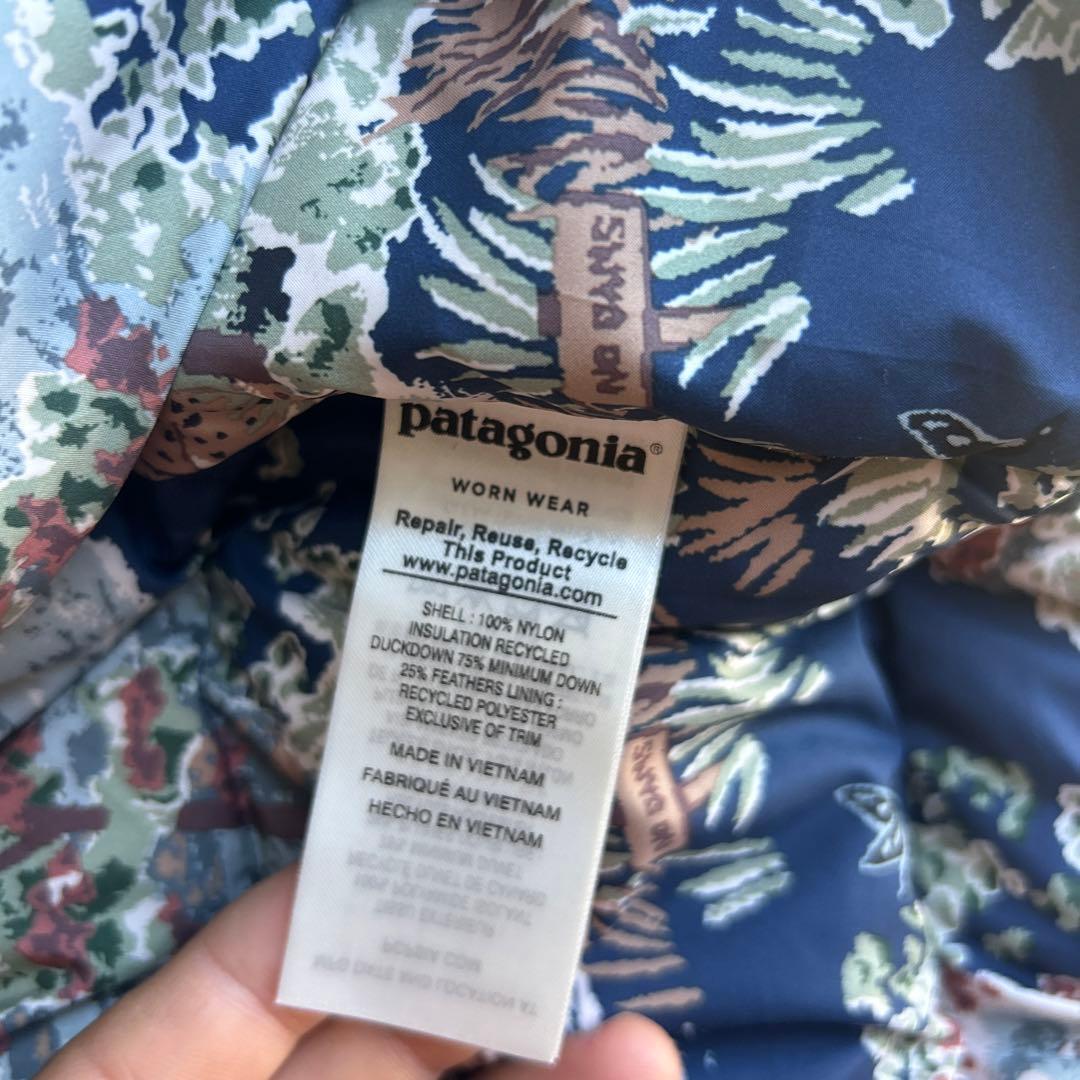 NO DAMS
patagonia®
WORN WEAR
Repair, Reuse, Recycle
This Product
www.patagonia.com
SHELL : 100% NYLON
INSULATION RECYCLED
DUCKDOWN 75% MINIMUM DOWN
25% FEATHERS LINING :
RECYCLED POLYESTER
EXCLUSIVE OF TRIM
MADE IN VIETNAM
FABRIQUÉ AU VIETNAM
HECHO EN VIETNAM
NO DAMS